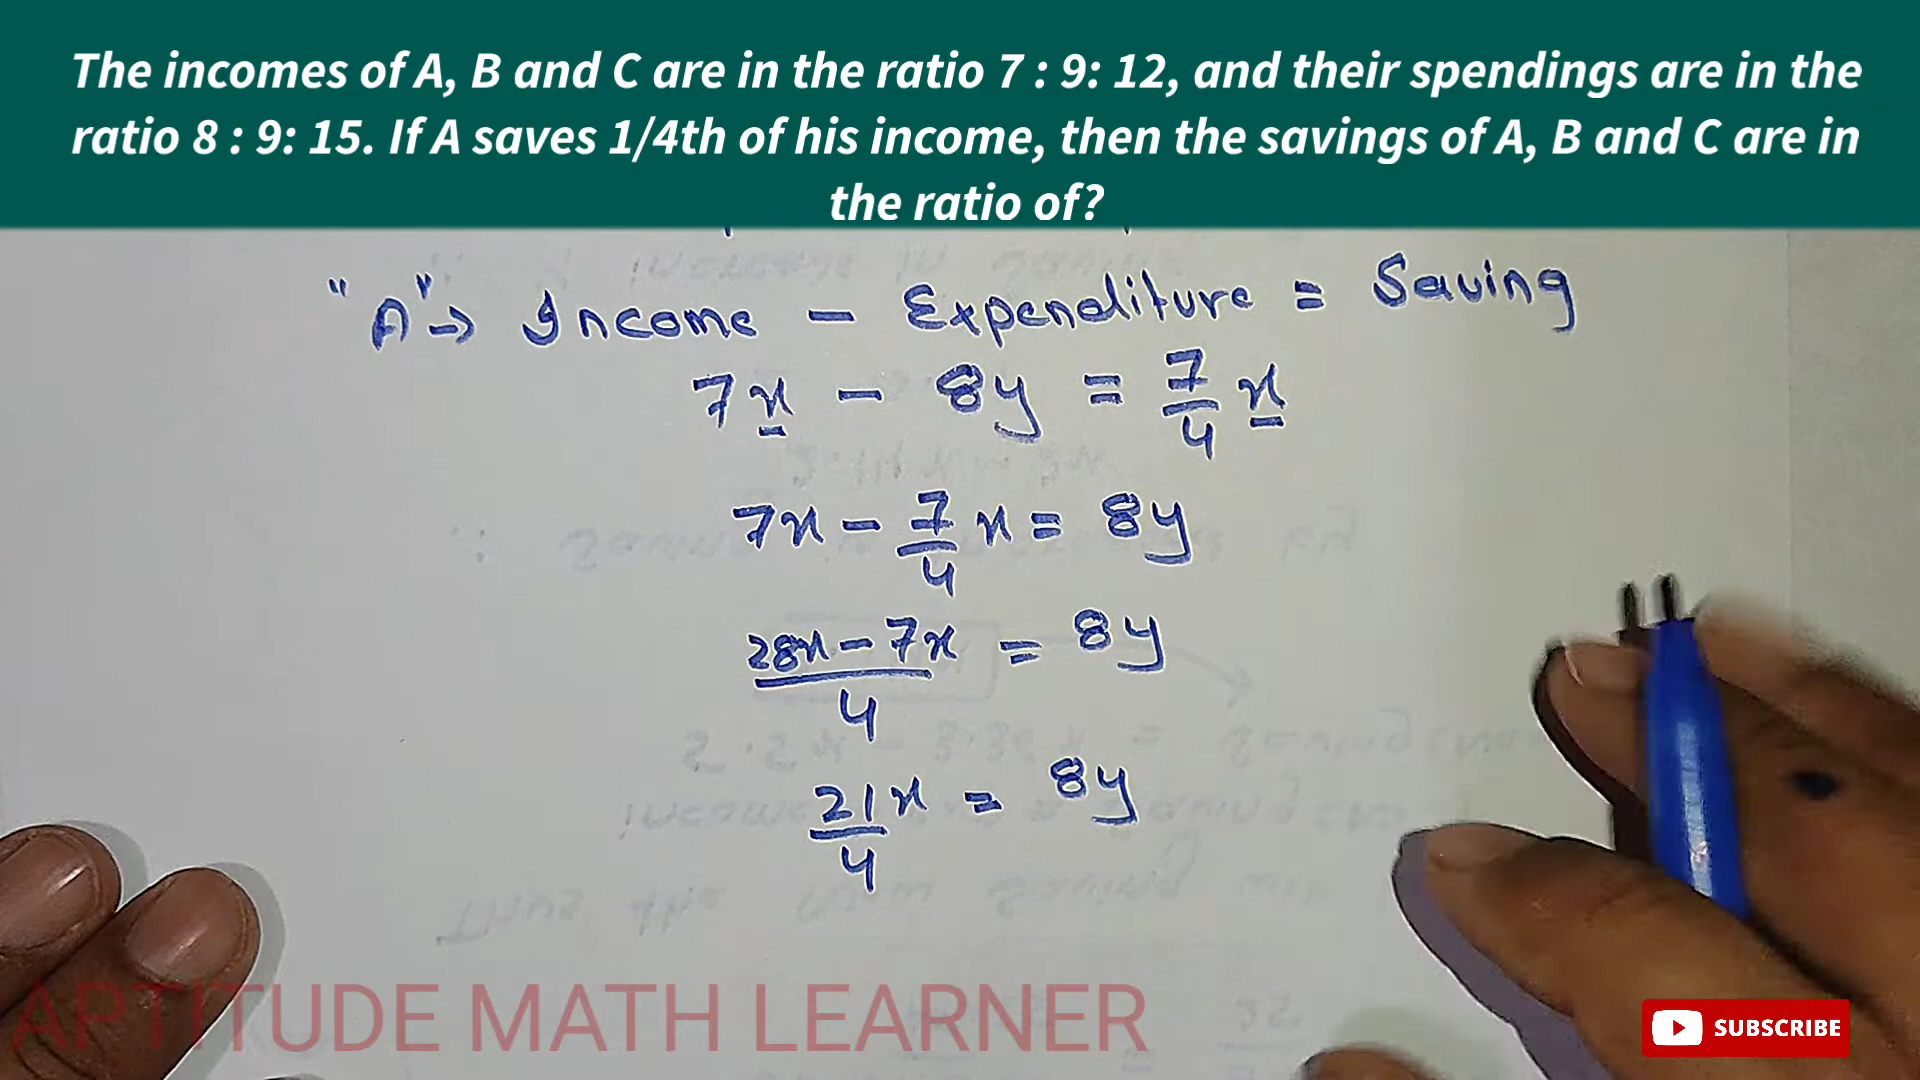 The incomes of A, B and C are in the ratio 7 : 9: 12, and their spendings are in the
ratio 8 : 9: 15. If A saves 1/4th of his income, then the savings of A, B and C are in
the ratio of?
"A" → Income - Expenditure = Saving
7x - 8y = 7/4 x
7x - 7/4 x = 8y
28x - 7x / 4 = 8y
21/4 x = 8y
APTITUDE MATH LEARNER
SUBSCRIBE